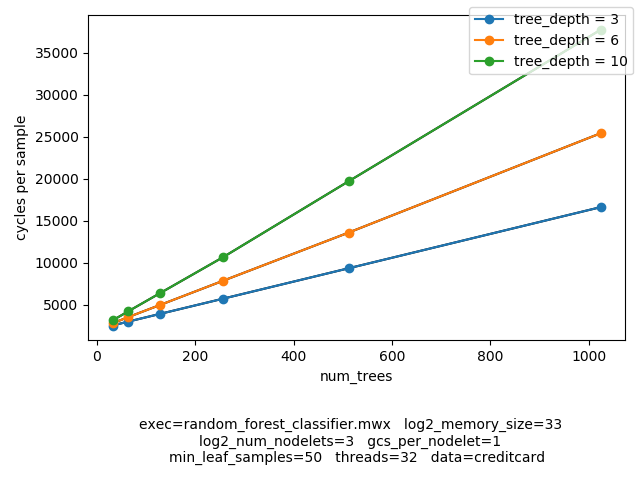 tree_depth = 3
tree_depth = 6
tree_depth = 10
35000
30000
25000
20000
15000
10000
5000
cycles per sample
0 200 400 600 800 1000
num_trees
exec=random_forest_classifier.mwx log2_memory_size=33
log2_num_nodelets=3 gcs_per_nodelet=1
min_leaf_samples=50 threads=32 data=creditcard